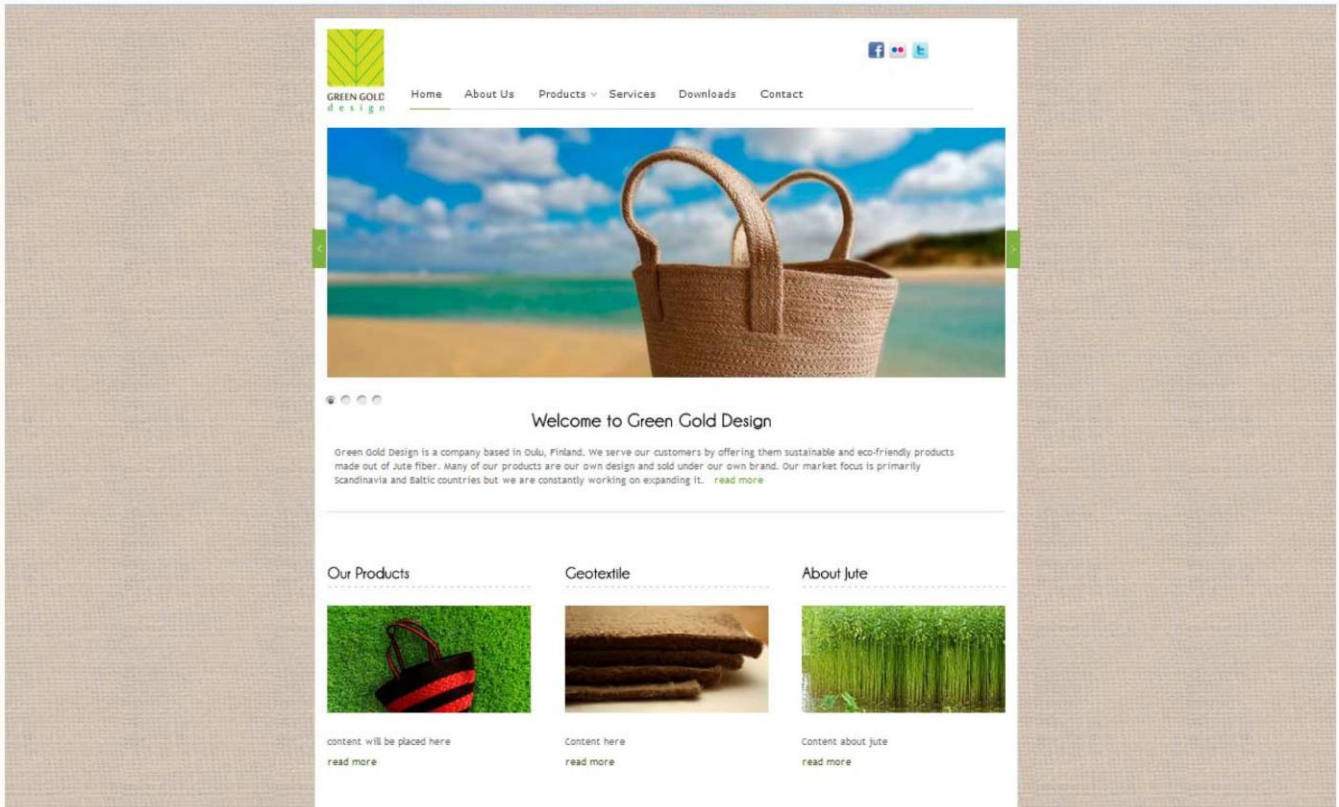 GREEN GOLD
design
Home About Us Products Services Downloads Contact
Welcome to Green Gold Design
Green Gold Design is a company based in Oulu, Finland. We serve our customers by offering them sustainable and eco-friendly products
made out of Jute fiber. Many of our products are our own design and sold under our own brand. Our market focus is primarily
Scandinavia and Baltic countries but we are constantly working on expanding it. read more
Our Products
content will be placed here
read more
Geotextile
Content here
read more
About Jute
Content about jute
read more